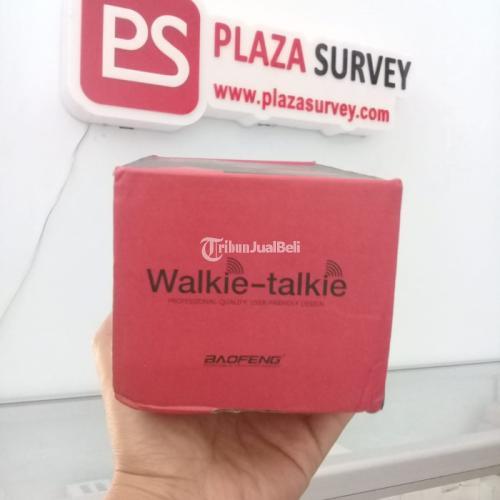 PS PLAZA SURVEY
www.plazasurvey.com
TribunJualBeli
Walkie-talkie
PROFESSIONAL QUALITY, USER-FRIENDLY DESIGN
BAOFENG